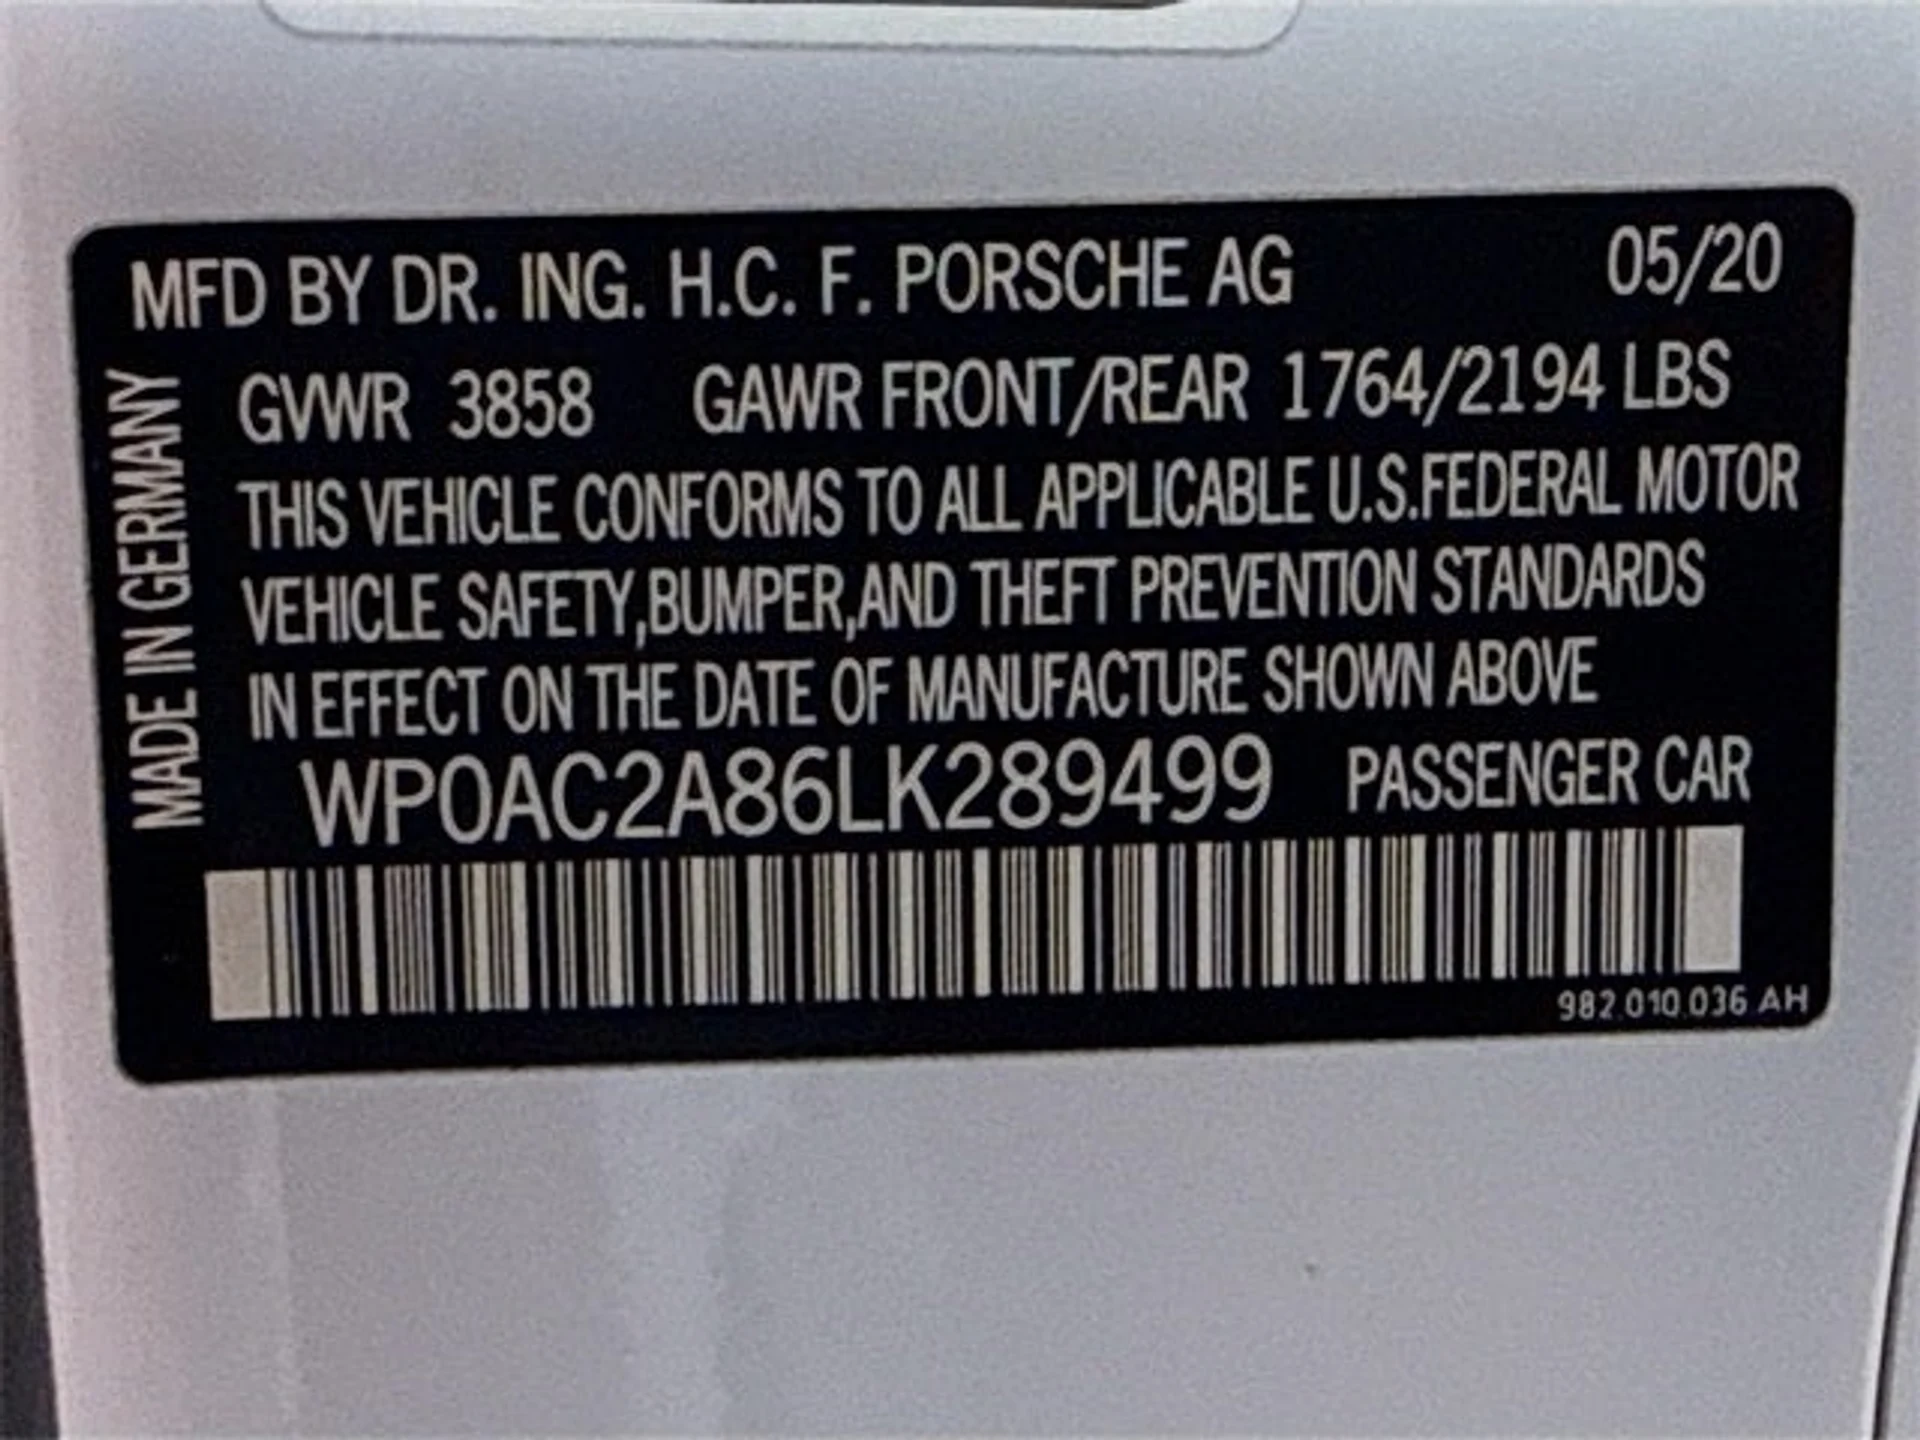 MFD BY DR. ING. H.C. F. PORSCHE AG 05/20
GVWR 3858 GAWR FRONT/REAR 1764/2194 LBS
THIS VEHICLE CONFORMS TO ALL APPLICABLE U.S.FEDERAL MOTOR
VEHICLE SAFETY,BUMPER,AND THEFT PREVENTION STANDARDS
IN EFFECT ON THE DATE OF MANUFACTURE SHOWN ABOVE
WP0AC2A86LK289499 PASSENGER CAR
982.010.036 AH
MADE IN GERMANY